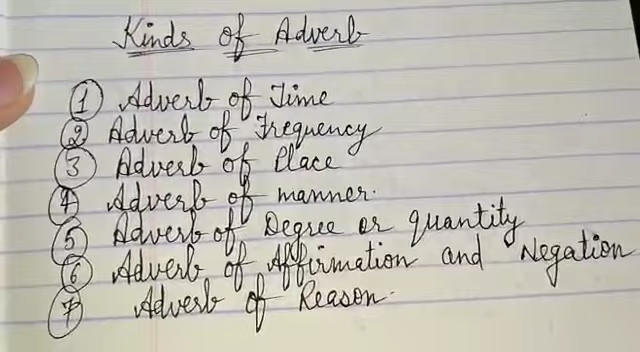 Kinds of Adverb
① Adverb of Time
② Adverb of Frequency
③ Adverb of Place
④ Adverb of manner.
⑤ Adverb of Degree or quantity
⑥ Adverb of Affirmation and Negation
⑦ Adverb of Reason.